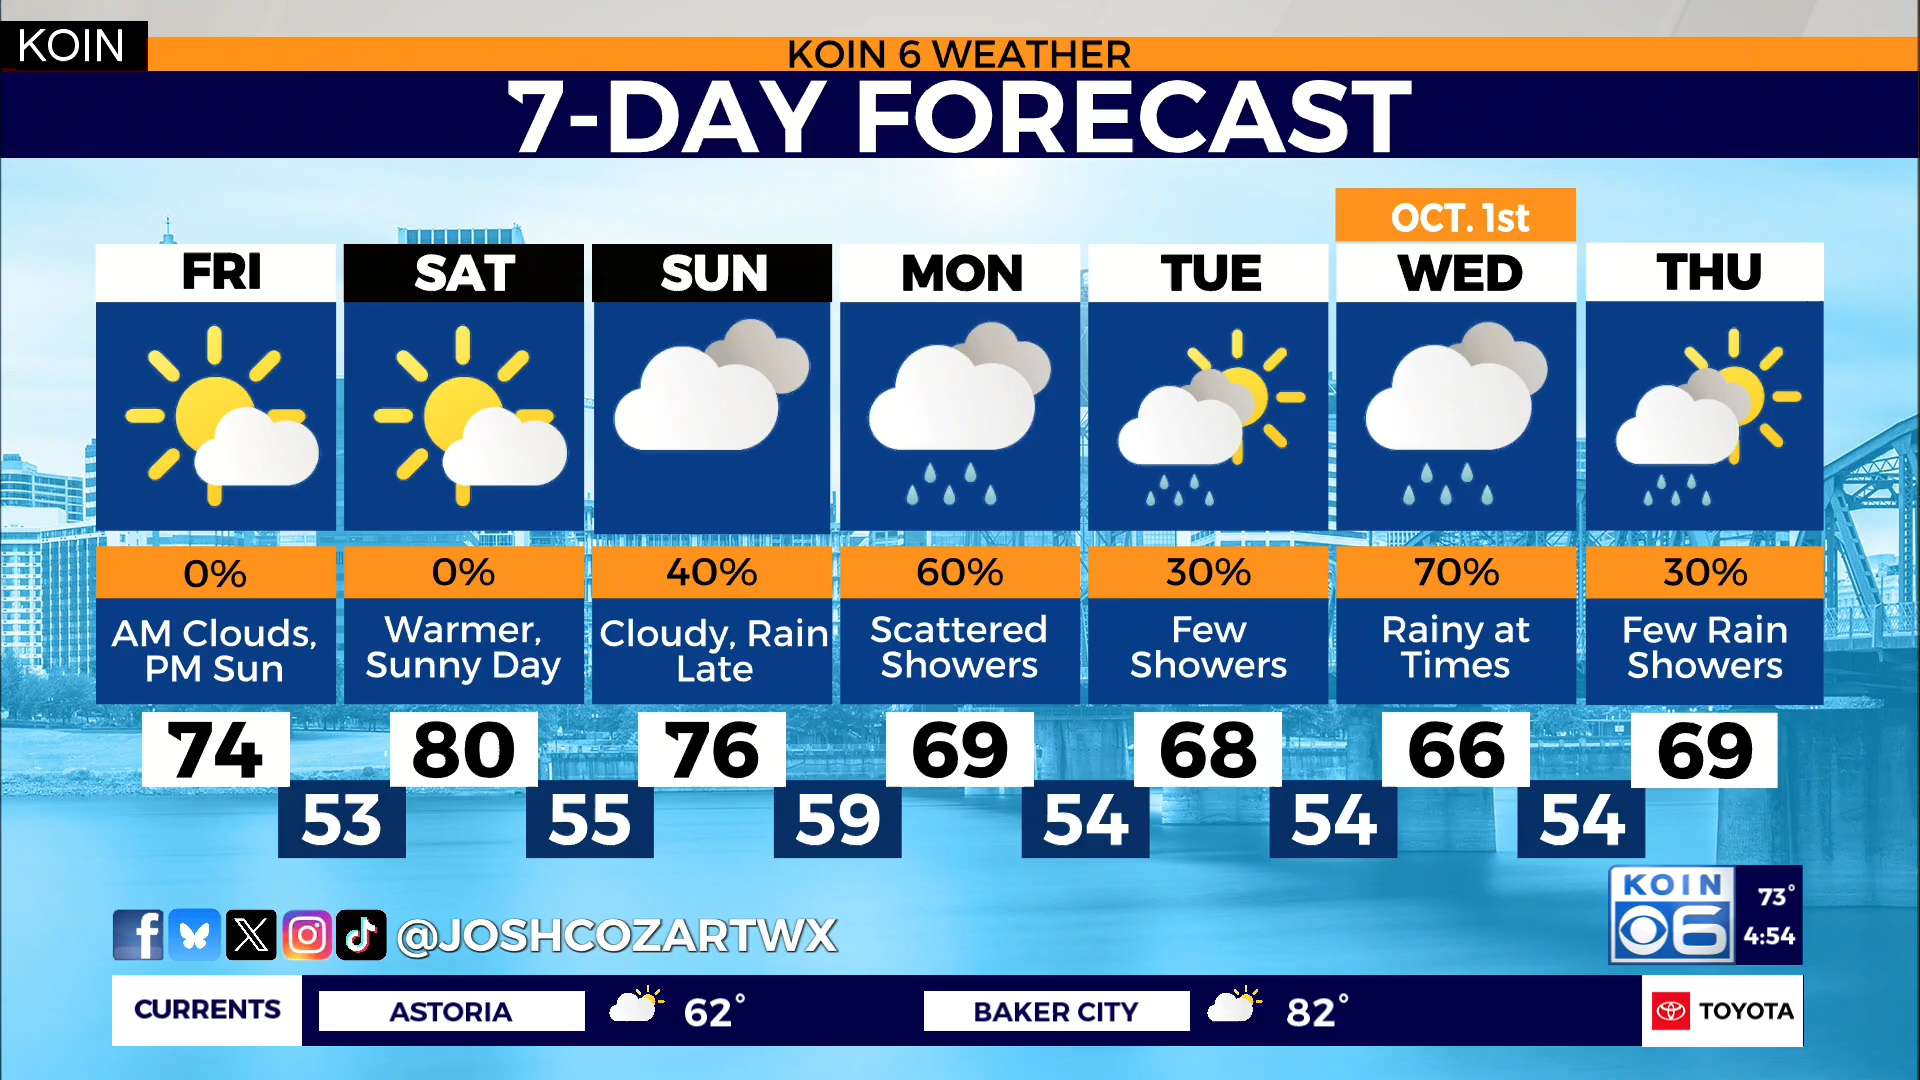 KOIN
KOIN 6 WEATHER
7-DAY FORECAST
OCT. 1st
FRI
SAT
SUN
MON
TUE
WED
THU
0%
0%
40%
60%
30%
70%
30%
AM Clouds,
PM Sun
Warmer,
Sunny Day
Cloudy, Rain
Late
Scattered
Showers
Few
Showers
Rainy at
Times
Few Rain
Showers
74
80
76
69
68
66
69
53
55
59
54
54
54
@JOSHCOZARTWX
KOIN
6
73°
4:54
CURRENTS
ASTORIA
62°
BAKER CITY
82°
TOYOTA